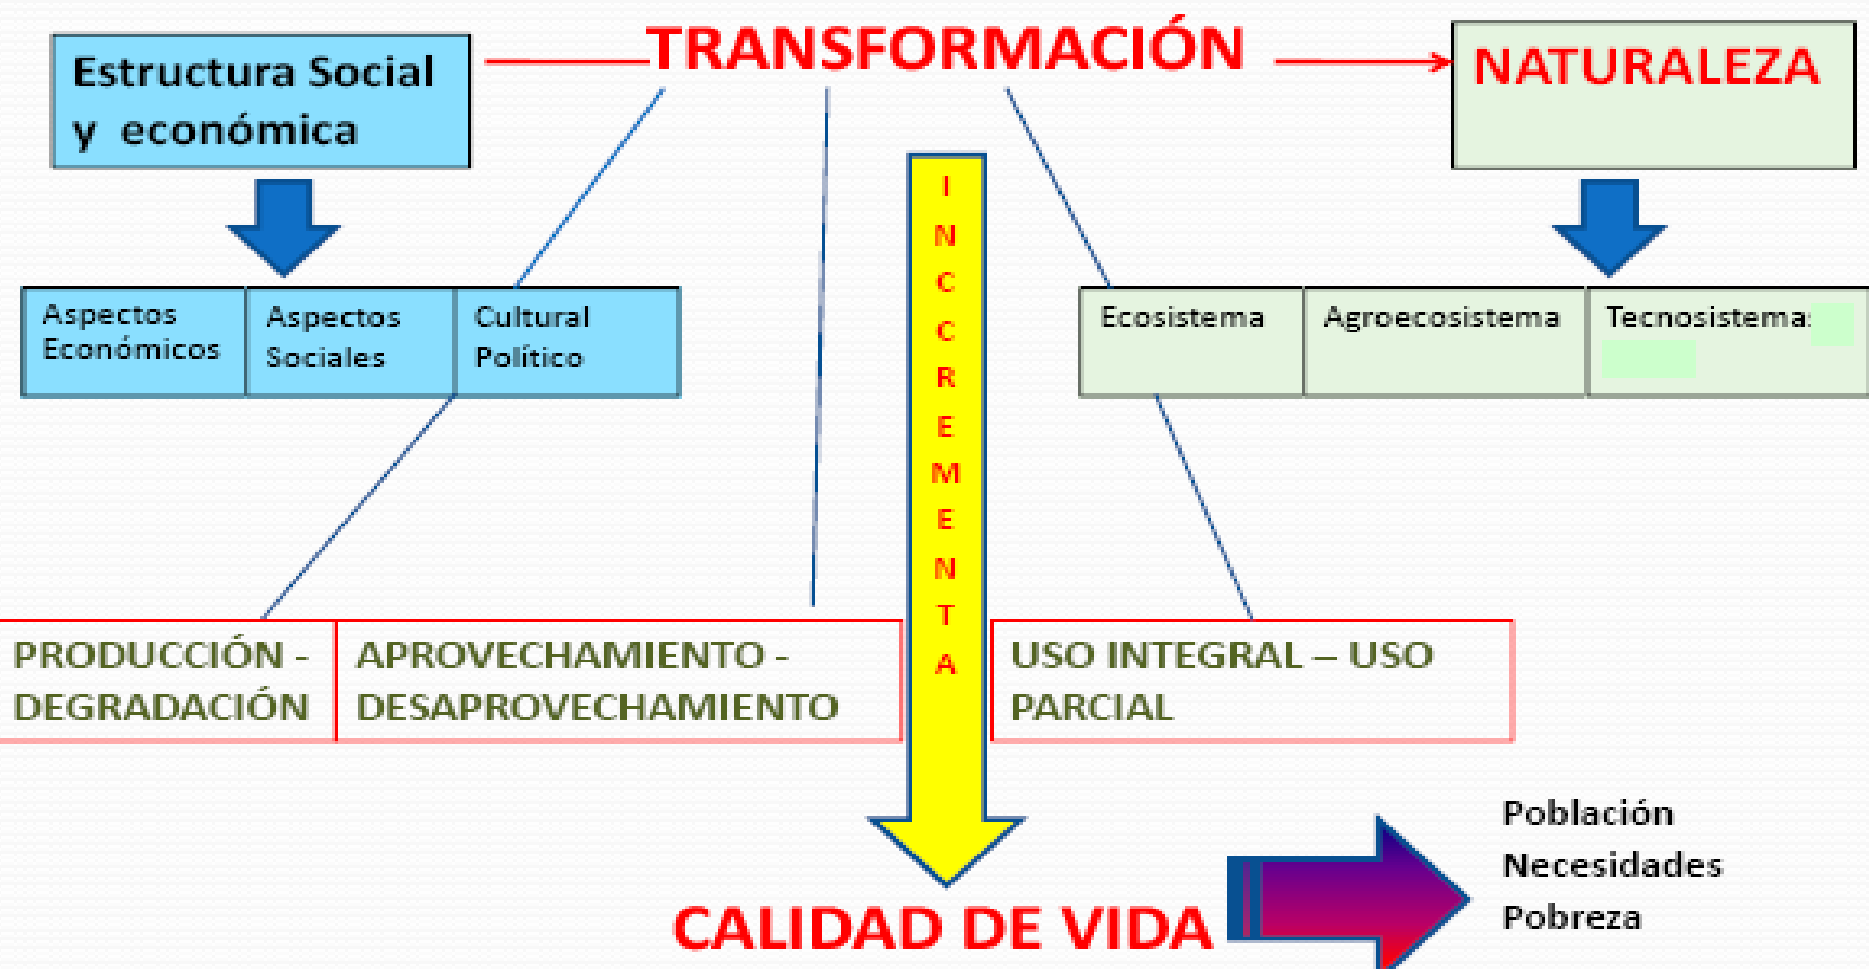 TRANSFORMACIÓN
Estructura Social
y económica
NATURALEZA
Aspectos
Económicos
Aspectos
Sociales
Cultural
Político
INCCREMENTA
Ecosistema
Agroecosistema
Tecnosistema:
PRODUCCIÓN -
DEGRADACIÓN
APROVECHAMIENTO -
DESAPROVECHAMIENTO
USO INTEGRAL – USO
PARCIAL
CALIDAD DE VIDA
Población
Necesidades
Pobreza